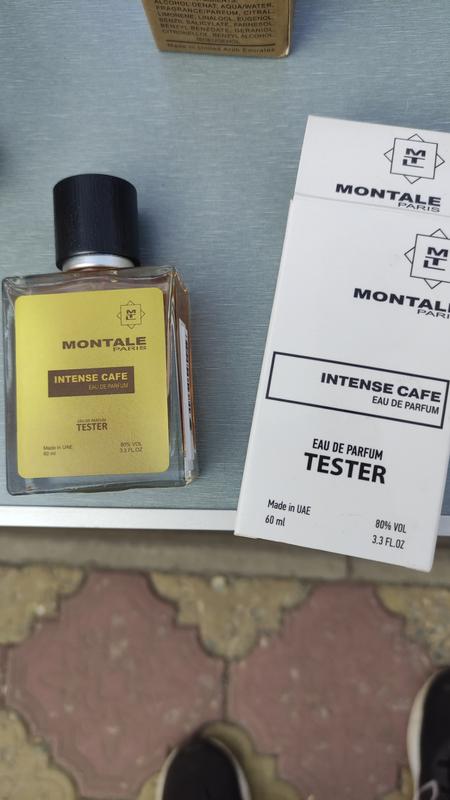 ALCOHOL DENAT, AQUA/WATER,
FRAGRANCE/PARFUM, CITRAL,
LIMONENE, LINALOOL, EUGENOL,
BENZIL SALICYLATE, FARNESOL,
BENZYL BENZOATE, GERANIOL,
CITRONELLOL, BENZYL ALCOHOL,
Made in United Arab Emirates
MONTALE
PARIS
MONTALE
PARIS
INTENSE CAFE
EAU DE PARFUM
EAU DE PARFUM
TESTER
Made in UAE
60 ml
80% VOL
3.3 FL.OZ
MONTALE
PARIS
INTENSE CAFE
EAU DE PARFUM
EAU DE PARFUM
TESTER
Made in UAE
60 ml
80% VOL
3.3 FL.OZ